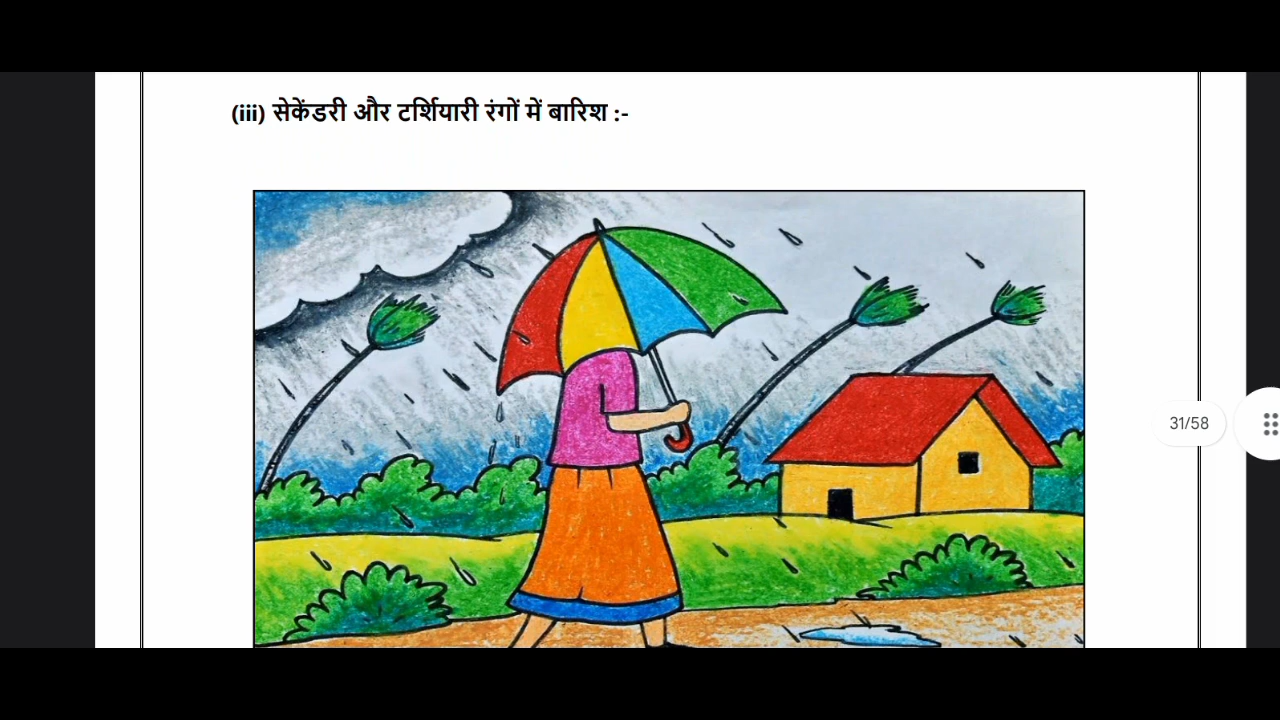 (iii) सेकेंडरी और टर्शियारी रंगों में बारिश :-
31/58